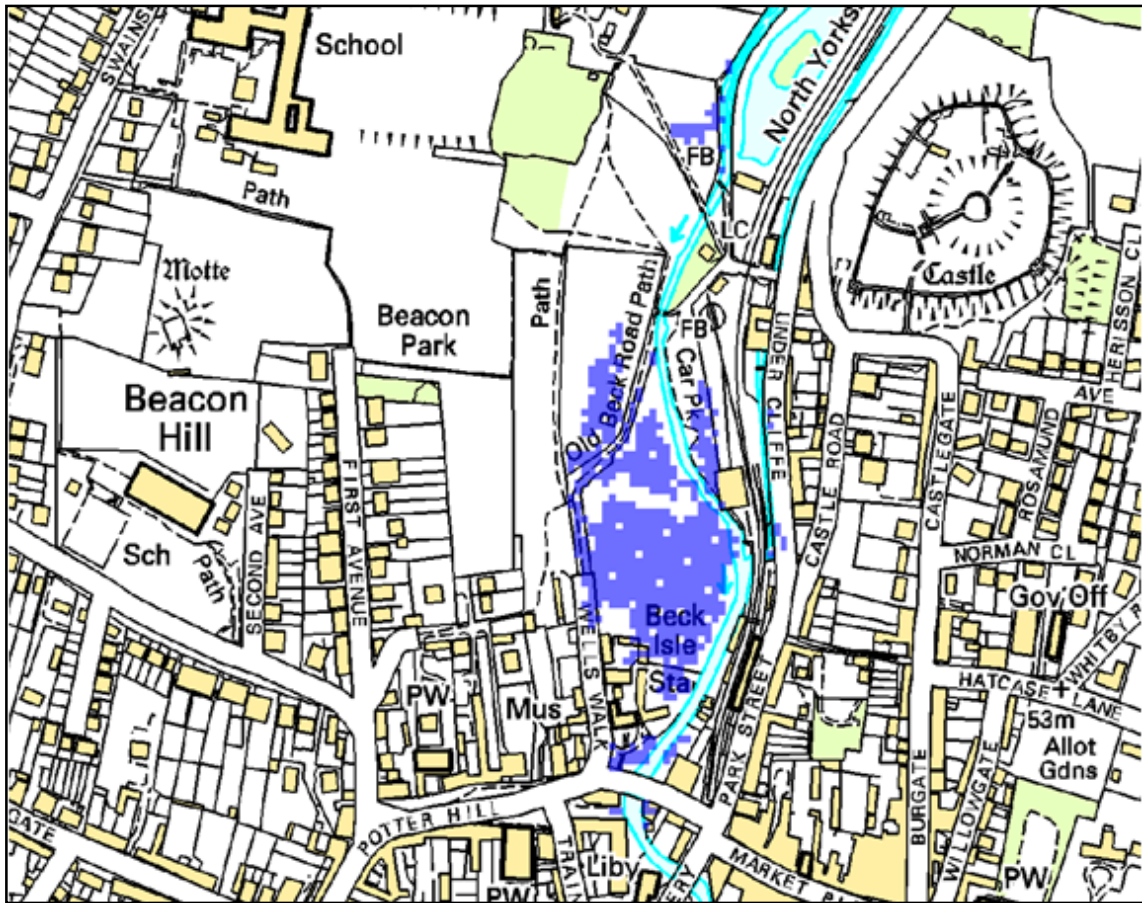 SWAINS
School
North Yorks
FB
Path
LC
Motte
Castle
HERISSON CL
Beacon
Park
Path
Old Beck Road Path
FB
Car Pk
UNDER CLIFFE
CASTLE ROAD
CASTLEGATE
AVE
ROSAMUND
Beacon
Hill
FIRST AVENUE
SECOND AVE
Sch
Path
NORMAN CL
Gov Off
WHITBY
WELLS WALK
Beck
Isle
Sta
PW
Mus
PARK STREET
HATCASE LANE
53m
Allot
Gdns
BURGATE
WILLOWGATE
GATE
POTTER HILL
TRAIN
Liby
PW
MARKET
PW